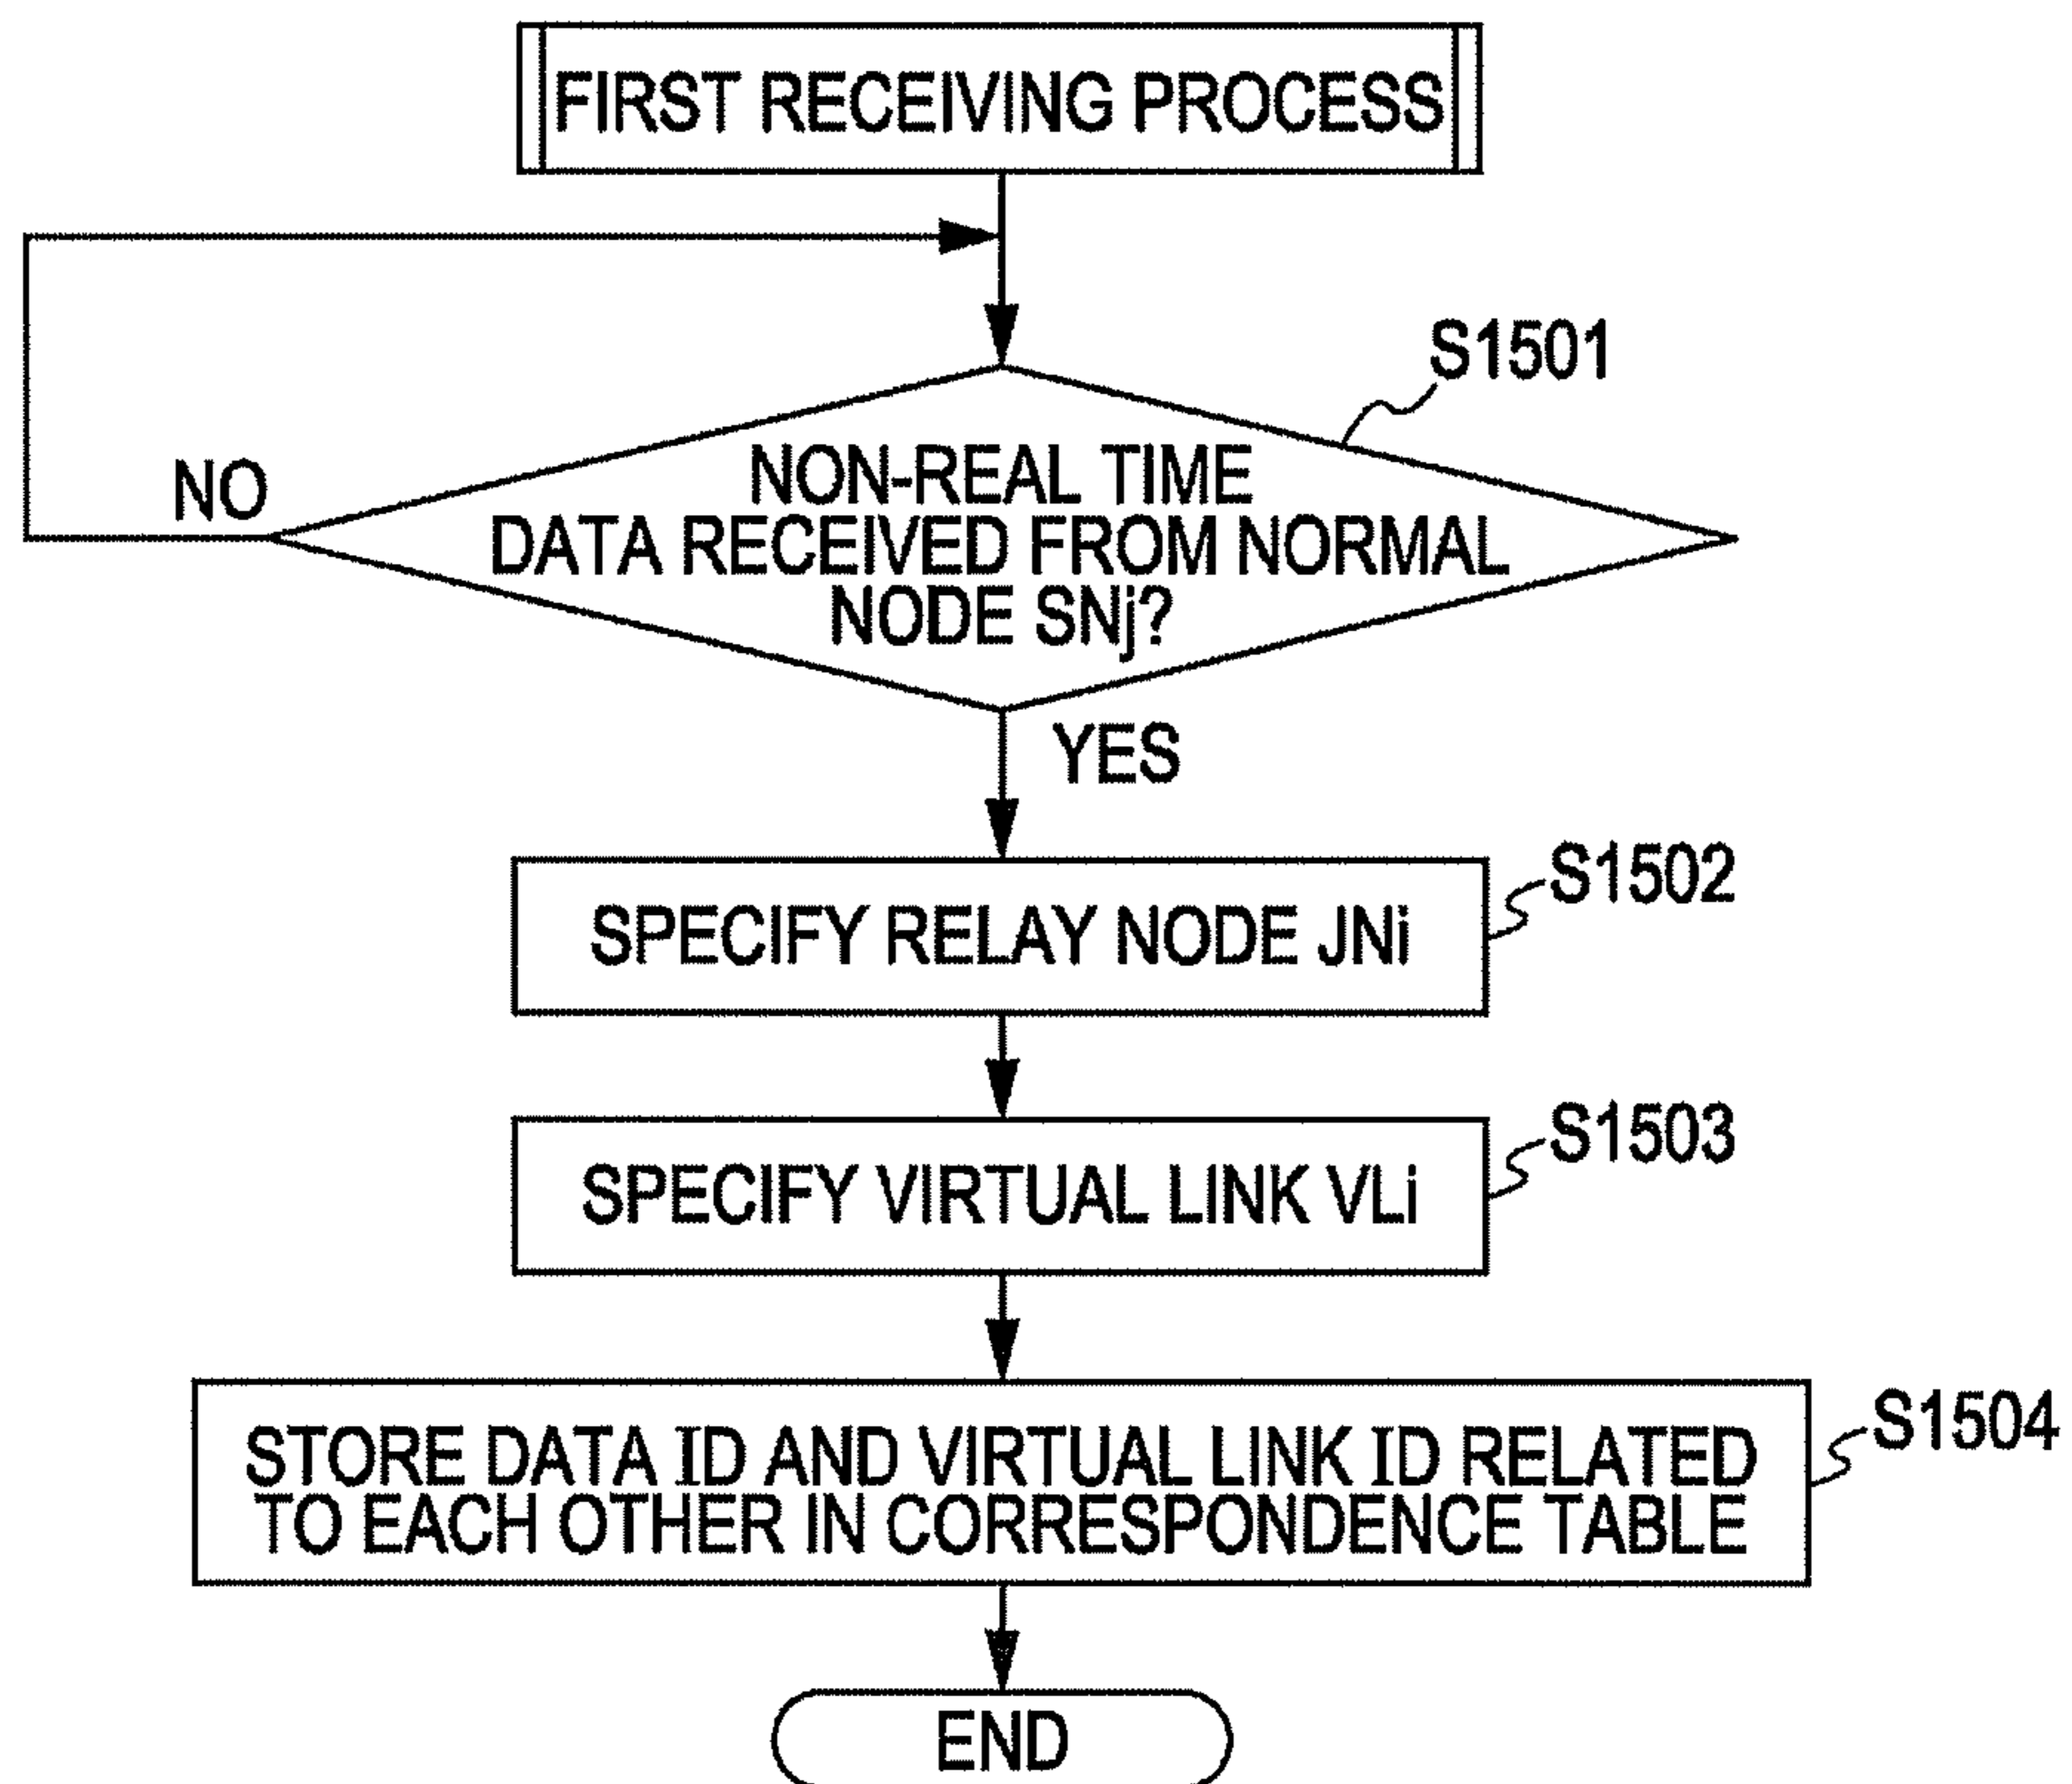 FIRST RECEIVING PROCESS
S1501
NON-REAL TIME
DATA RECEIVED FROM NORMAL
NODE SNj?
NO
YES
S1502
SPECIFY RELAY NODE JNi
S1503
SPECIFY VIRTUAL LINK VLi
S1504
STORE DATA ID AND VIRTUAL LINK ID RELATED
TO EACH OTHER IN CORRESPONDENCE TABLE
END